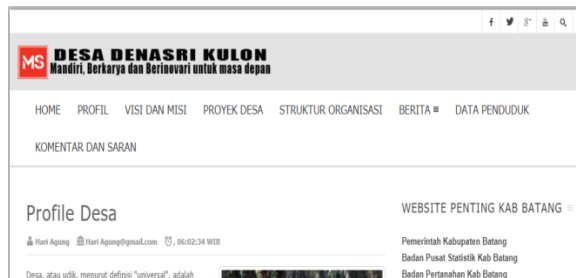 MS
DESA DENASRI KULON
Mandiri, Berkarya dan Berinovari untuk masa depan
HOME PROFIL VISI DAN MISI PROYEK DESA STRUKTUR ORGANISASI BERITA DATA PENDUDUK
KOMENTAR DAN SARAN
Profile Desa
Hari Agung Hari Agung@gmail.com , 06:02:34 WIB
Desa, atau udik, menurut definisi "universal", adalah
WEBSITE PENTING KAB BATANG
Pemerintah Kabupaten Batang
Badan Pusat Statistik Kab Batang
Badan Pertanahan Kab Batang